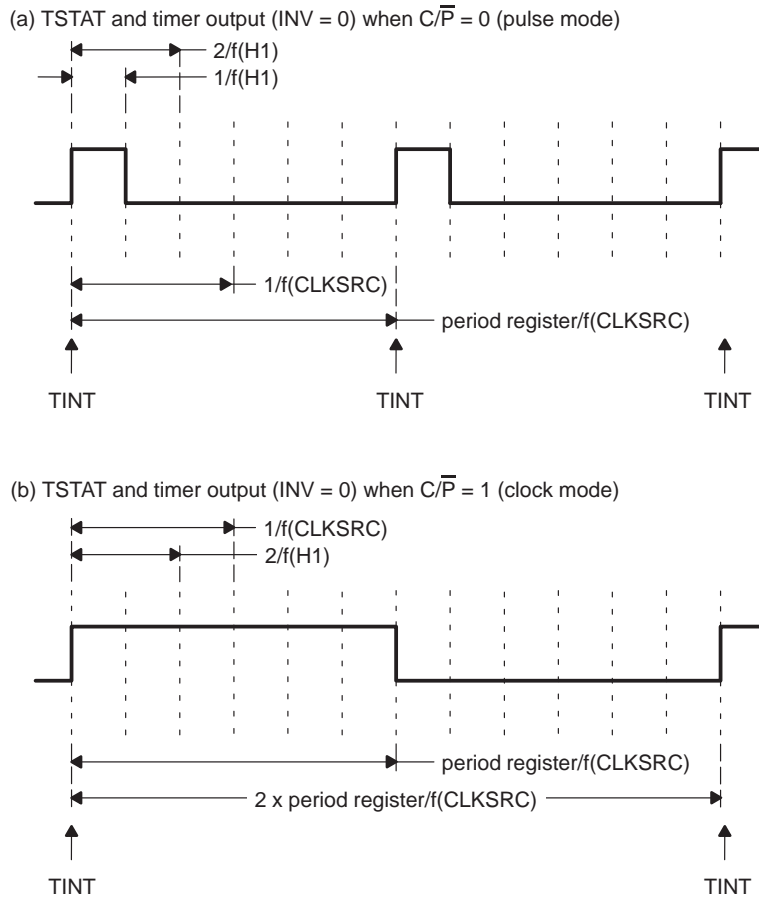 (a) TSTAT and timer output (INV = 0) when C/P̅ = 0 (pulse mode)
2/f(H1)
1/f(H1)
1/f(CLKSRC)
period register/f(CLKSRC)
TINT TINT TINT
(b) TSTAT and timer output (INV = 0) when C/P̅ = 1 (clock mode)
1/f(CLKSRC)
2/f(H1)
period register/f(CLKSRC)
2 x period register/f(CLKSRC)
TINT TINT